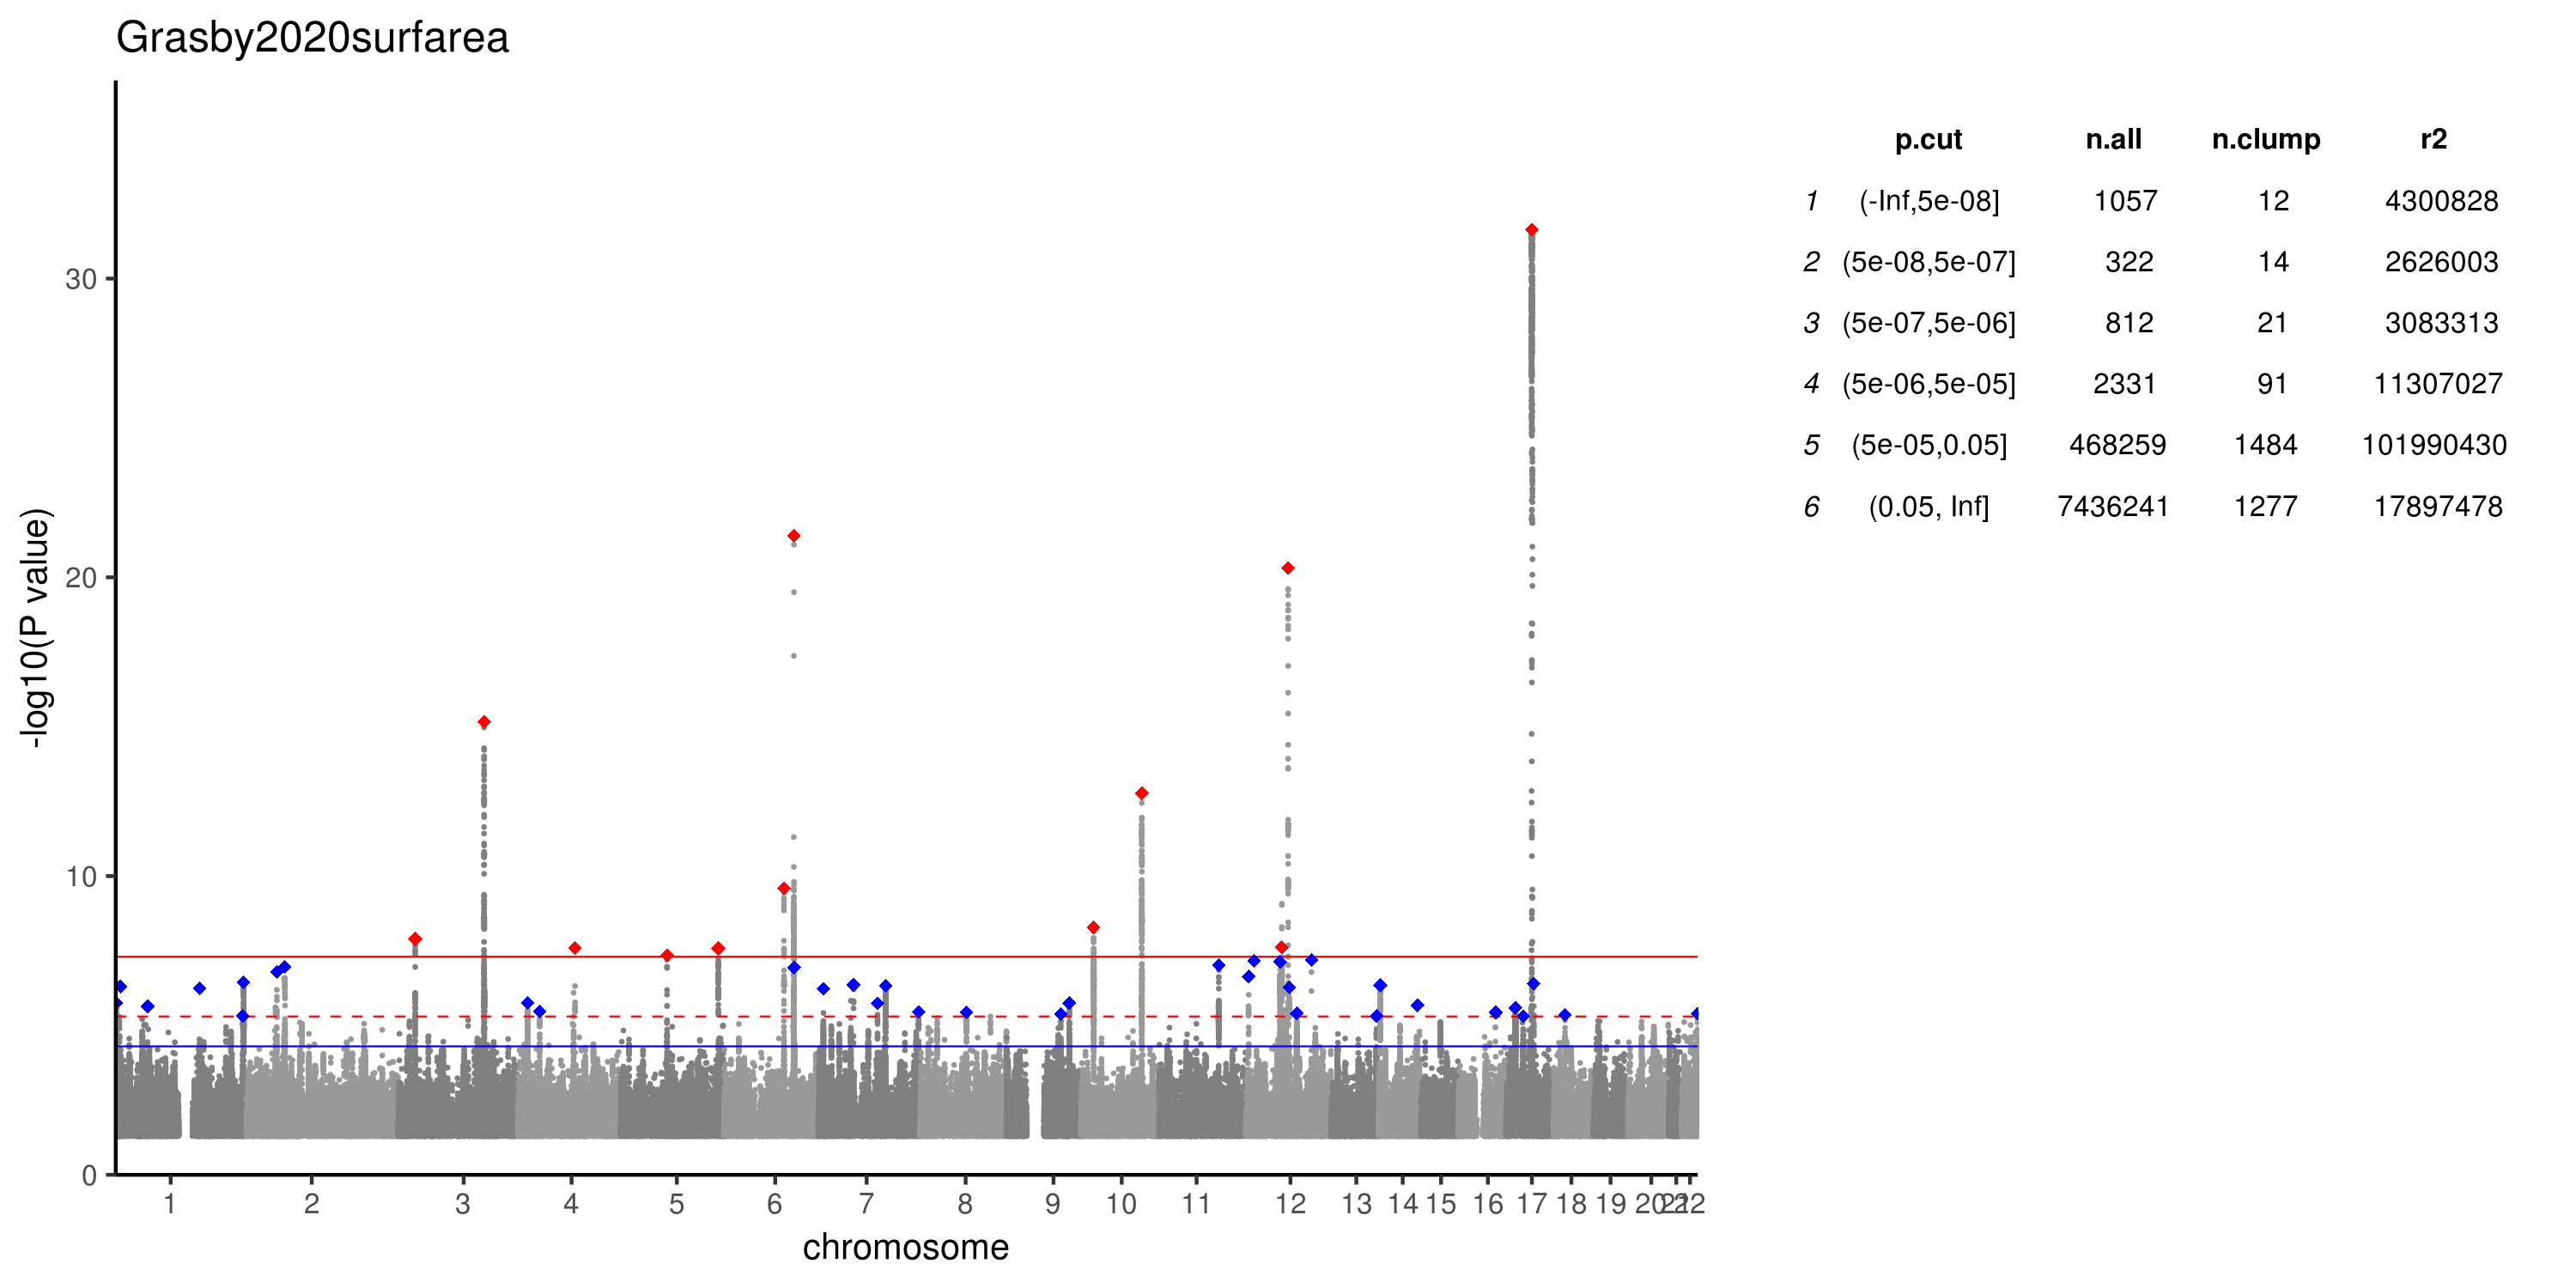 Grasby2020surfarea
p.cut n.all n.clump r2
1 (-Inf,5e-08] 1057 12 4300828
2 (5e-08,5e-07] 322 14 2626003
3 (5e-07,5e-06] 812 21 3083313
4 (5e-06,5e-05] 2331 91 11307027
5 (5e-05,0.05] 468259 1484 101990430
6 (0.05, Inf] 7436241 1277 17897478
-log10(P value)
30
20
10
0
1 2 3 4 5 6 7 8 9 10 11 12 13 14 15 16 17 18 19 20 21 22
chromosome